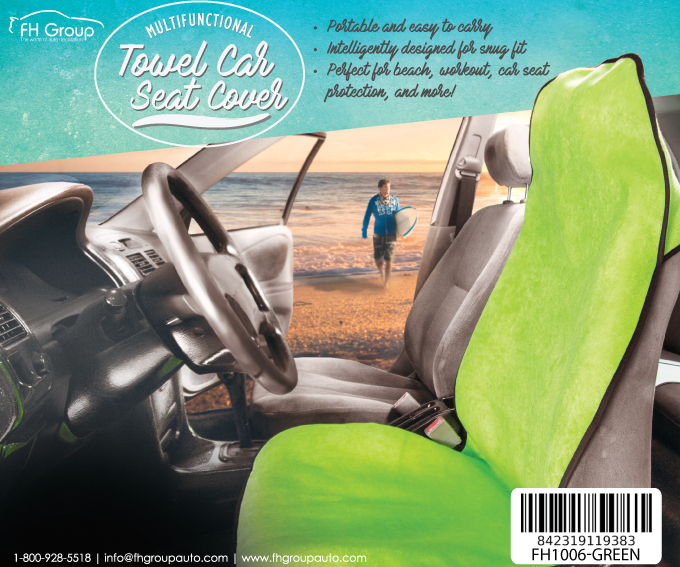 FH Group
MULTIFUNCTIONAL
Towel Car
Seat Cover
• Portable and easy to carry
• Intelligently designed for snug fit
• Perfect for beach, workout, car seat
protection, and more!
842319119383
FH1006-GREEN
1-800-928-5518 | info@fhgroupauto.com | www.fhgroupauto.com